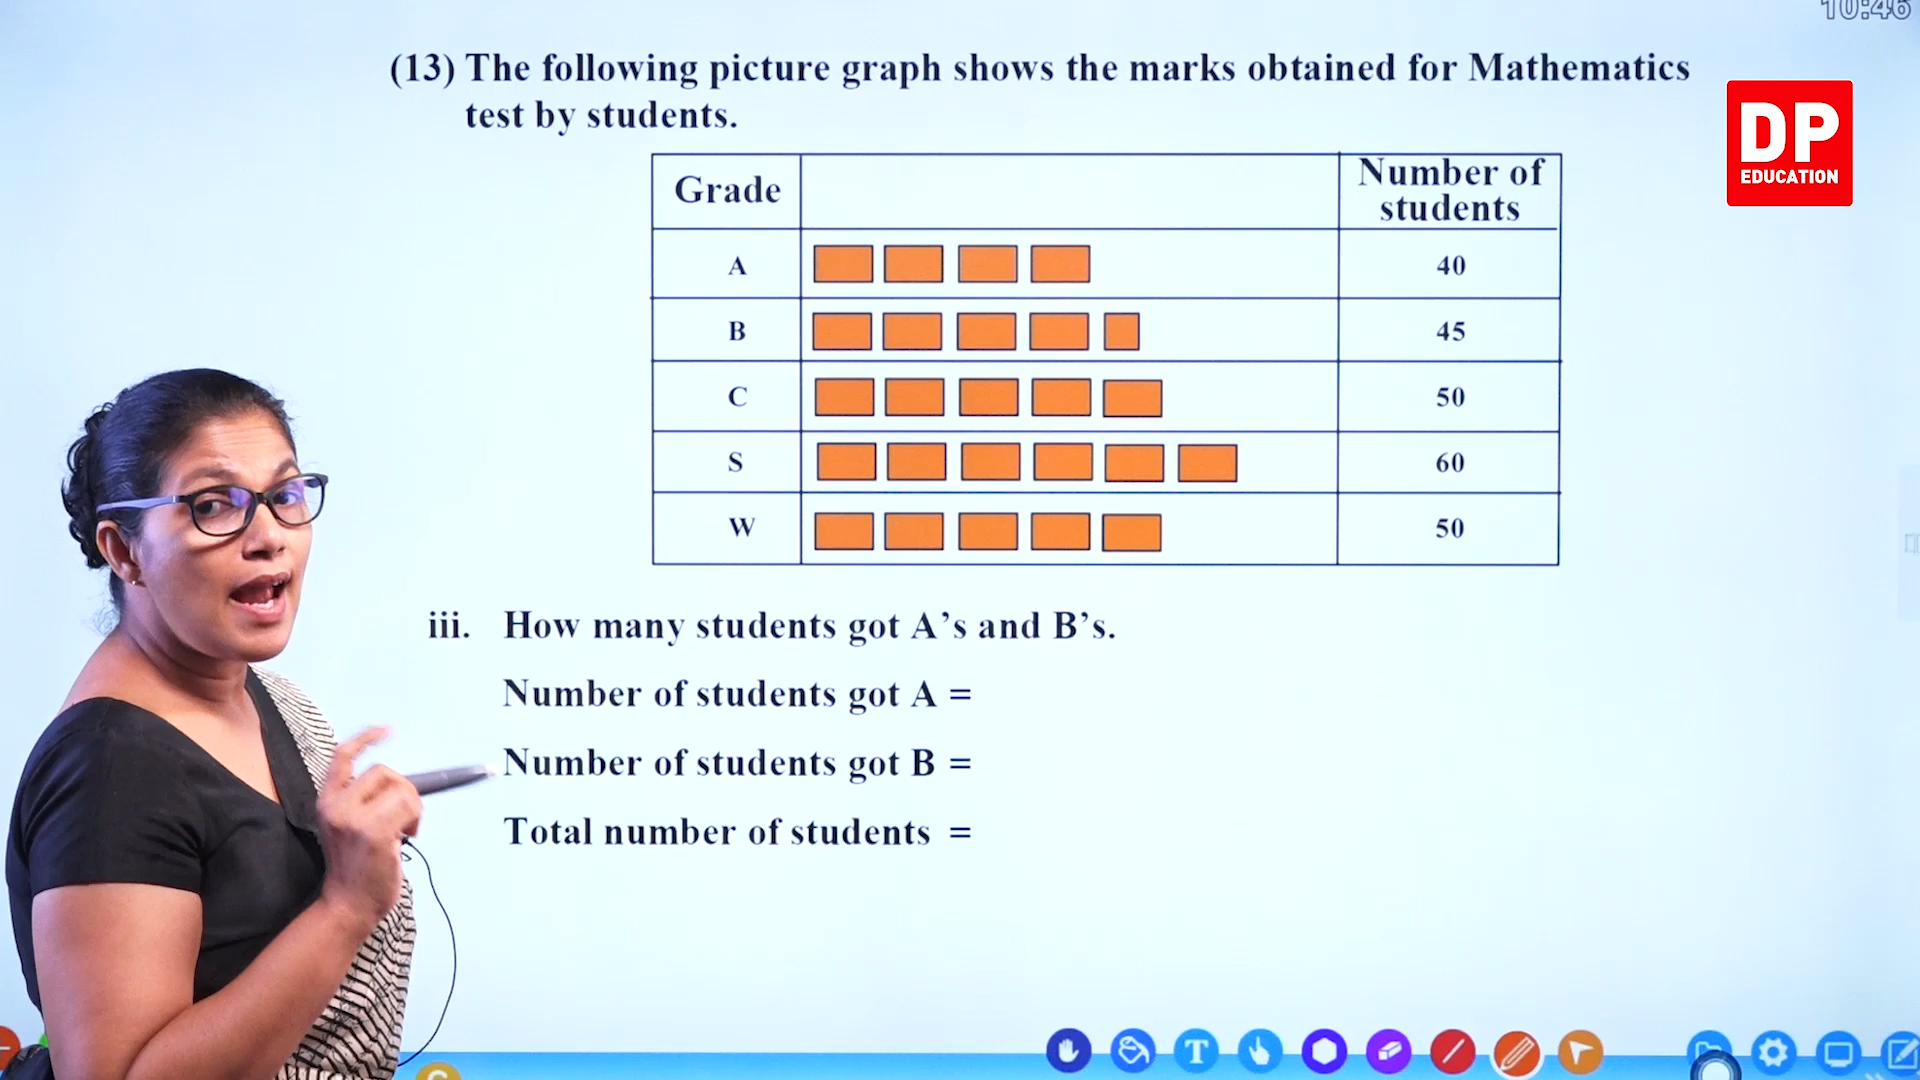 10:46
(13) The following picture graph shows the marks obtained for Mathematics
test by students.
DP
EDUCATION
Grade
Number of
students
A
40
B
45
C
50
S
60
W
50
iii. How many students got A’s and B’s.
Number of students got A =
Number of students got B =
Total number of students =
T